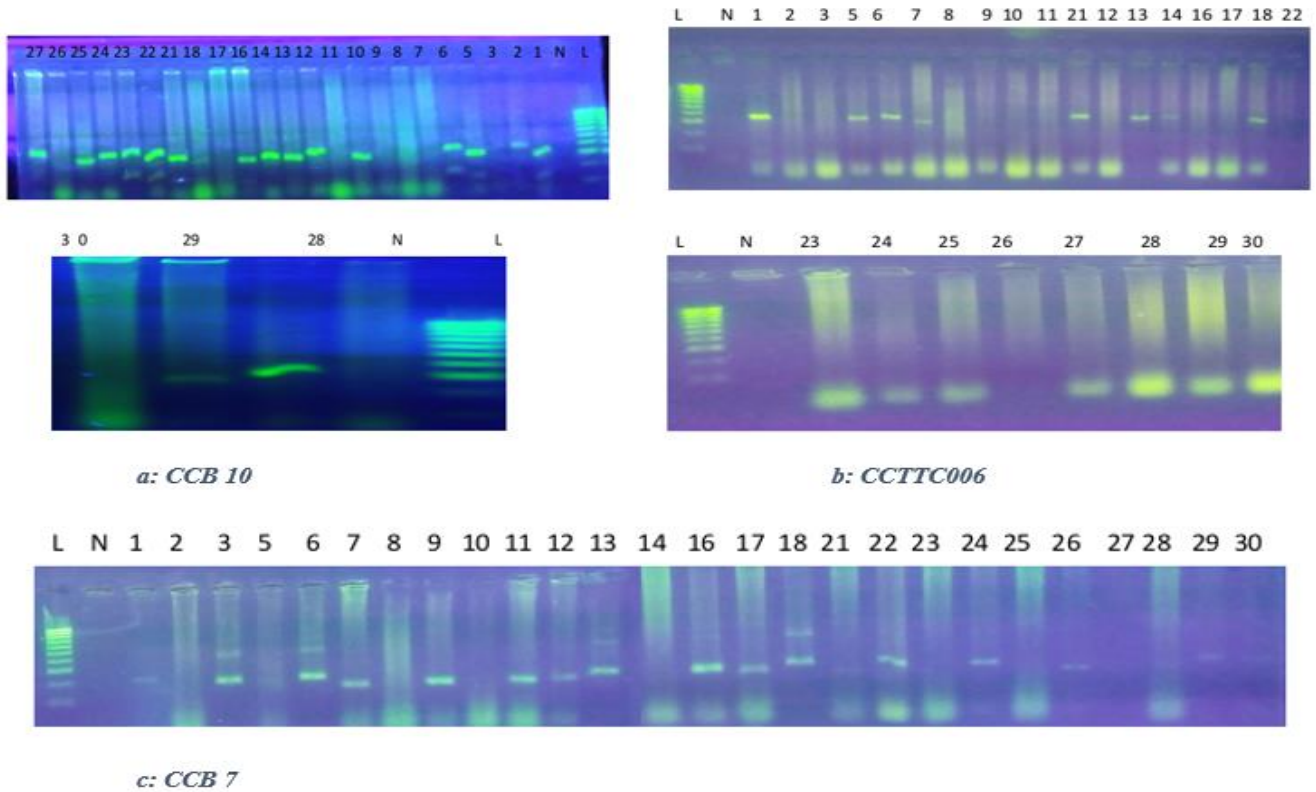 27 26 25 24 23 22 21 18 17 16 14 13 12 11 10 9 8 7 6 5 3 2 1 N L
L N 1 2 3 5 6 7 8 9 10 11 21 12 13 14 16 17 18 22
3 0 29 28 N L
L N 23 24 25 26 27 28 29 30
a: CCB 10
b: CCTTC006
L N 1 2 3 5 6 7 8 9 10 11 12 13 14 16 17 18 21 22 23 24 25 26 27 28 29 30
c: CCB 7